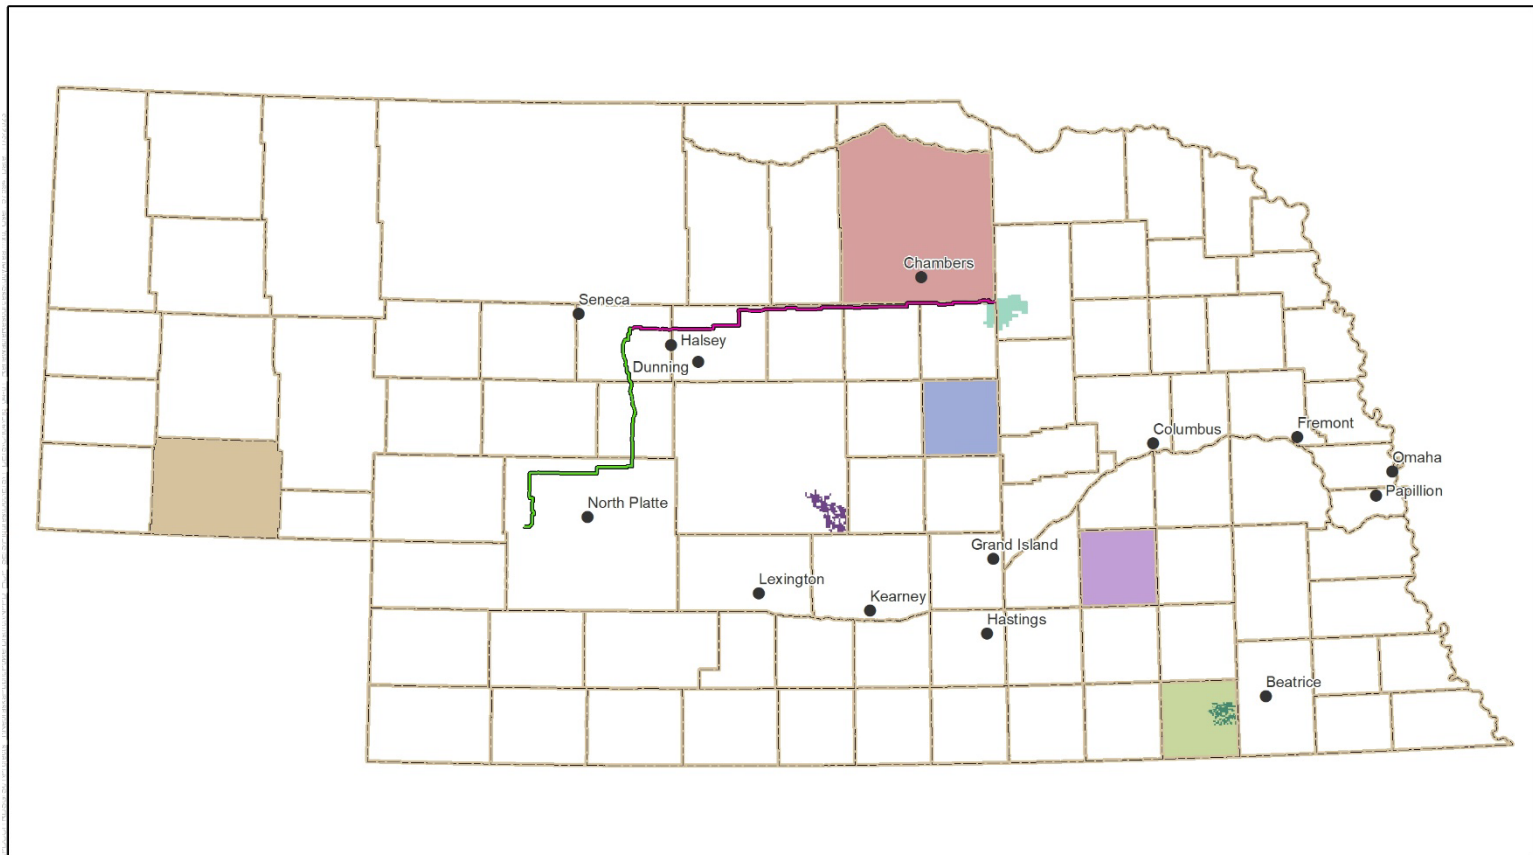 Chambers
Seneca
Halsey
Dunning
Columbus
Fremont
Omaha
Papillion
North Platte
Grand Island
Lexington
Kearney
Hastings
Beatrice